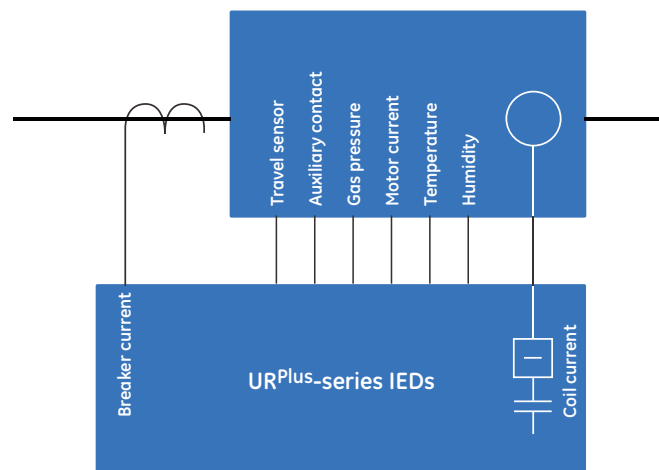 Travel sensor
Auxiliary contact
Gas pressure
Motor current
Temperature
Humidity
Breaker current
URPlus-series IEDs
I
Coil current